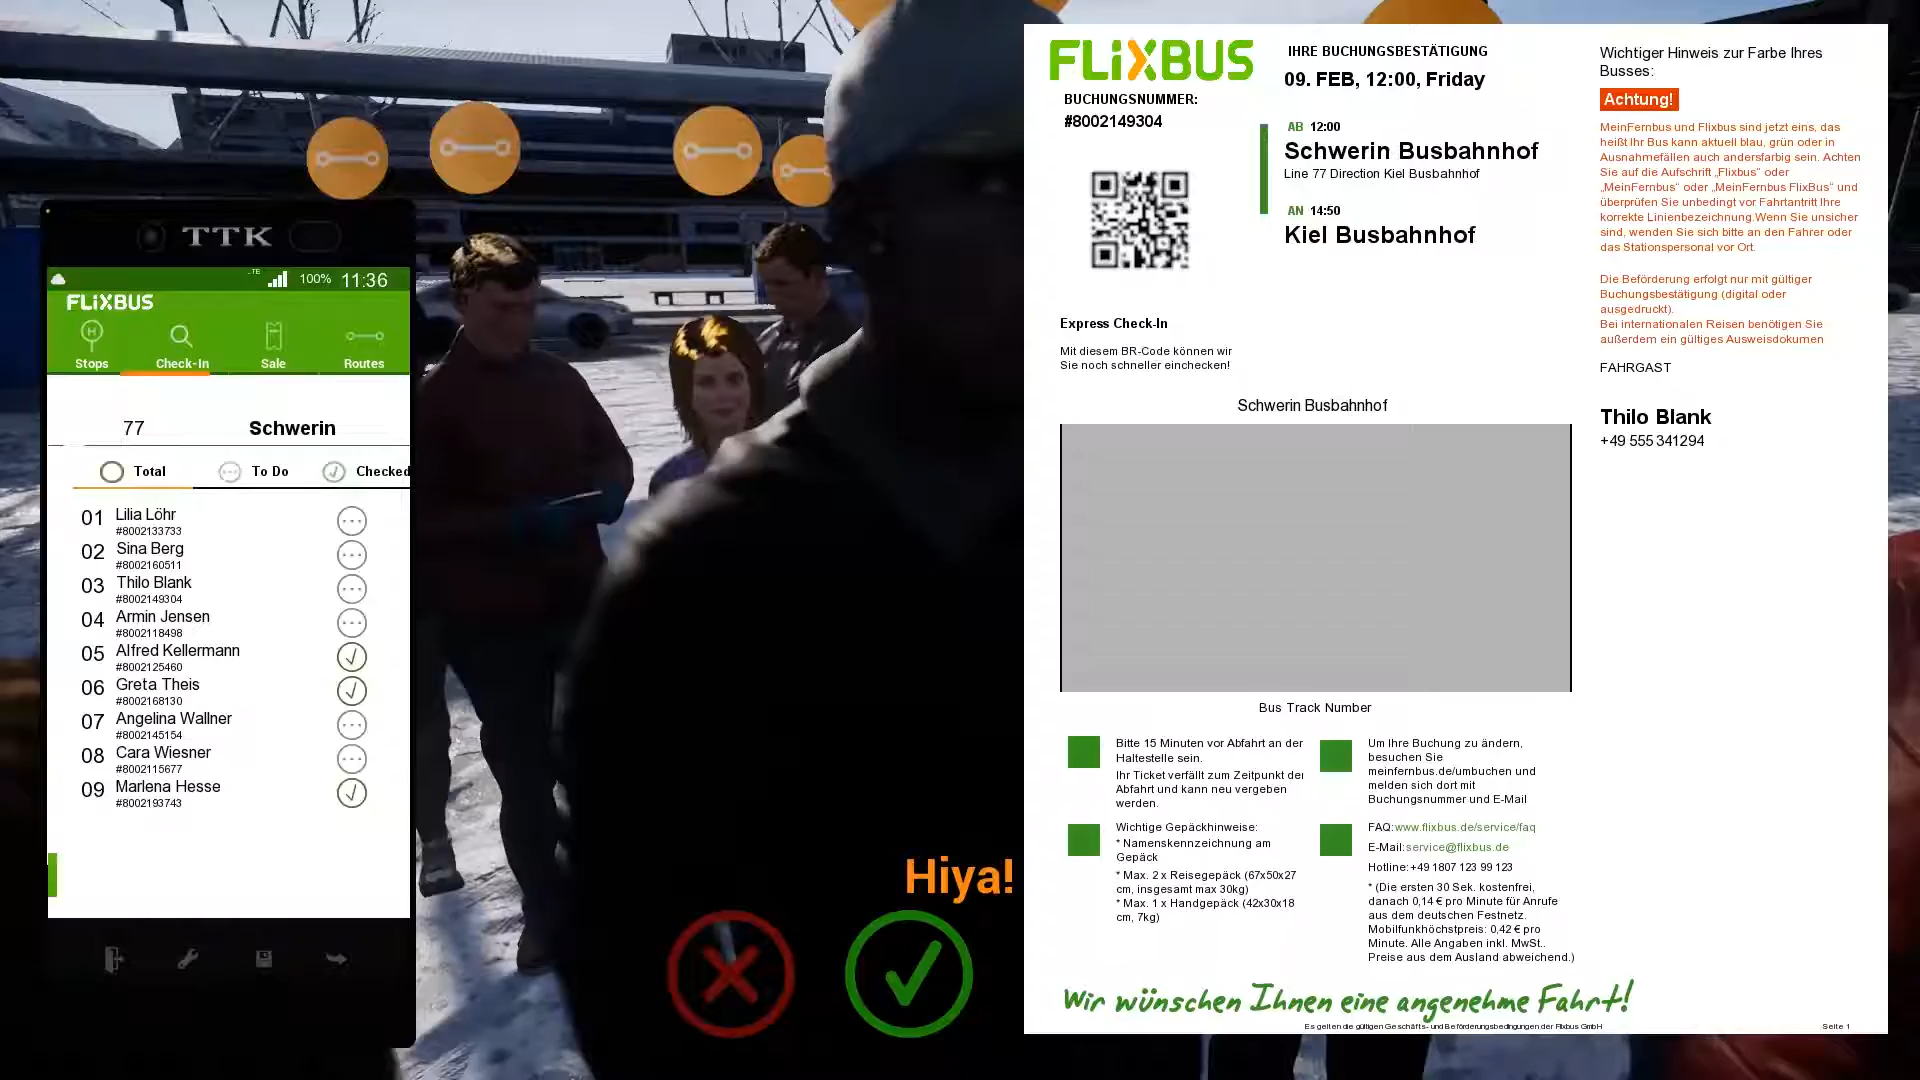 TTK
LTE 100% 11:36
FLiXBUS
Stops Check-In Sale Routes
77 Schwerin
Total To Do Checked
01 Lilia Löhr
#8002133733
02 Sina Berg
#8002160511
03 Thilo Blank
#8002149304
04 Armin Jensen
#8002118498
05 Alfred Kellermann
#8002125460
06 Greta Theis
#8002168130
07 Angelina Wallner
#8002145154
08 Cara Wiesner
#8002115677
09 Marlena Hesse
#8002193743
Hiya!
FLiXBUS
BUCHUNGSNUMMER:
#8002149304
IHRE BUCHUNGSBESTÄTIGUNG
09. FEB, 12:00, Friday
AB 12:00
Schwerin Busbahnhof
Line 77 Direction Kiel Busbahnhof
AN 14:50
Kiel Busbahnhof
Express Check-In
Mit diesem BR-Code können wir
Sie noch schneller einchecken!
Schwerin Busbahnhof
Bus Track Number
Bitte 15 Minuten vor Abfahrt an der
Haltestelle sein.
Ihr Ticket verfällt zum Zeitpunkt der
Abfahrt und kann neu vergeben
werden.
Wichtige Gepäckhinweise:
* Namenskennzeichnung am
Gepäck
* Max. 2 x Reisegepäck (67x50x27
cm, insgesamt max 30kg)
* Max. 1 x Handgepäck (42x30x18
cm, 7kg)
Um Ihre Buchung zu ändern,
besuchen Sie
meinfernbus.de/umbuchen und
melden sich dort mit
Buchungsnummer und E-Mail
FAQ:www.flixbus.de/service/faq
E-Mail:service@flixbus.de
Hotline:+49 1807 123 99 123
* (Die ersten 30 Sek. kostenfrei,
danach 0,14 € pro Minute für Anrufe
aus dem deutschen Festnetz.
Mobilfunkhöchstpreis: 0,42 € pro
Minute. Alle Angaben inkl. MwSt..
Preise aus dem Ausland abweichend.)
Wichtiger Hinweis zur Farbe Ihres
Busses:
Achtung!
MeinFernbus und Flixbus sind jetzt eins, das
heißt Ihr Bus kann aktuell blau, grün oder in
Ausnahmefällen auch andersfarbig sein. Achten
Sie auf die Aufschrift „Flixbus“ oder
„MeinFernbus“ oder „MeinFernbus FlixBus“ und
überprüfen Sie unbedingt vor Fahrtantritt Ihre
korrekte Linienbezeichnung.Wenn Sie unsicher
sind, wenden Sie sich bitte an den Fahrer oder
das Stationspersonal vor Ort.
Die Beförderung erfolgt nur mit gültiger
Buchungsbestätigung (digital oder
ausgedruckt).
Bei internationalen Reisen benötigen Sie
außerdem ein gültiges Ausweisdokumen
FAHRGAST
Thilo Blank
+49 555 341294
Wir wünschen Ihnen eine angenehme Fahrt!
Es gelten die gültigen Geschäfts- und Beförderungsbedingungen der Flixbus GmbH
Seite 1